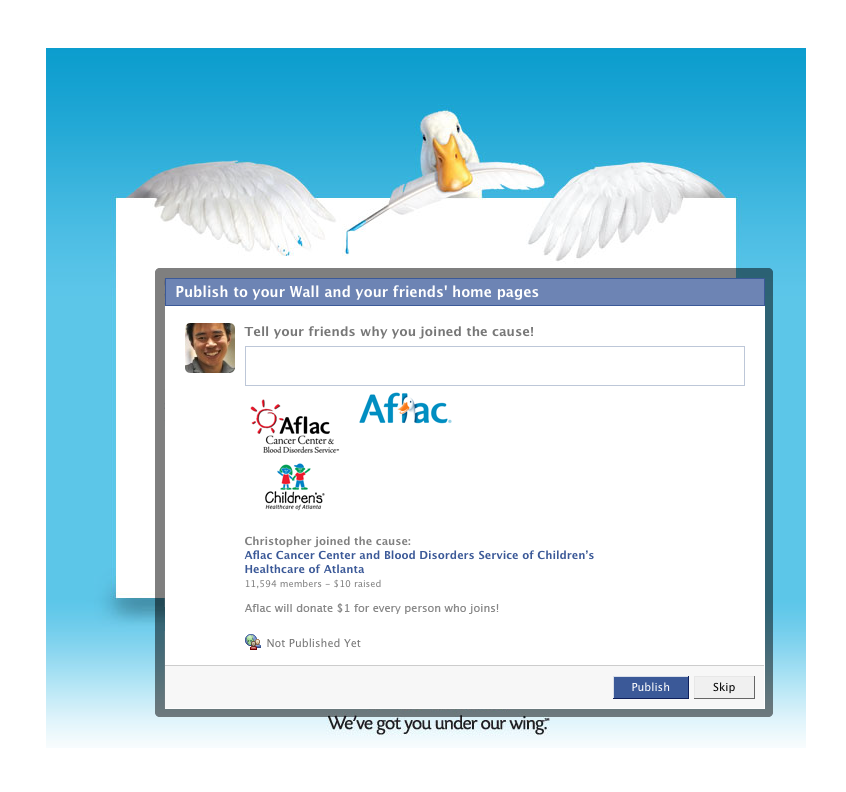 Publish to your Wall and your friends' home pages
Tell your friends why you joined the cause!
Aflac
Cancer Center &
Blood Disorders Service℠
Aflac®
Children's®
Healthcare of Atlanta
Christopher joined the cause:
Aflac Cancer Center and Blood Disorders Service of Children's
Healthcare of Atlanta
11,594 members - $10 raised
Aflac will donate $1 for every person who joins!
Not Published Yet
Publish
Skip
We've got you under our wing.℠